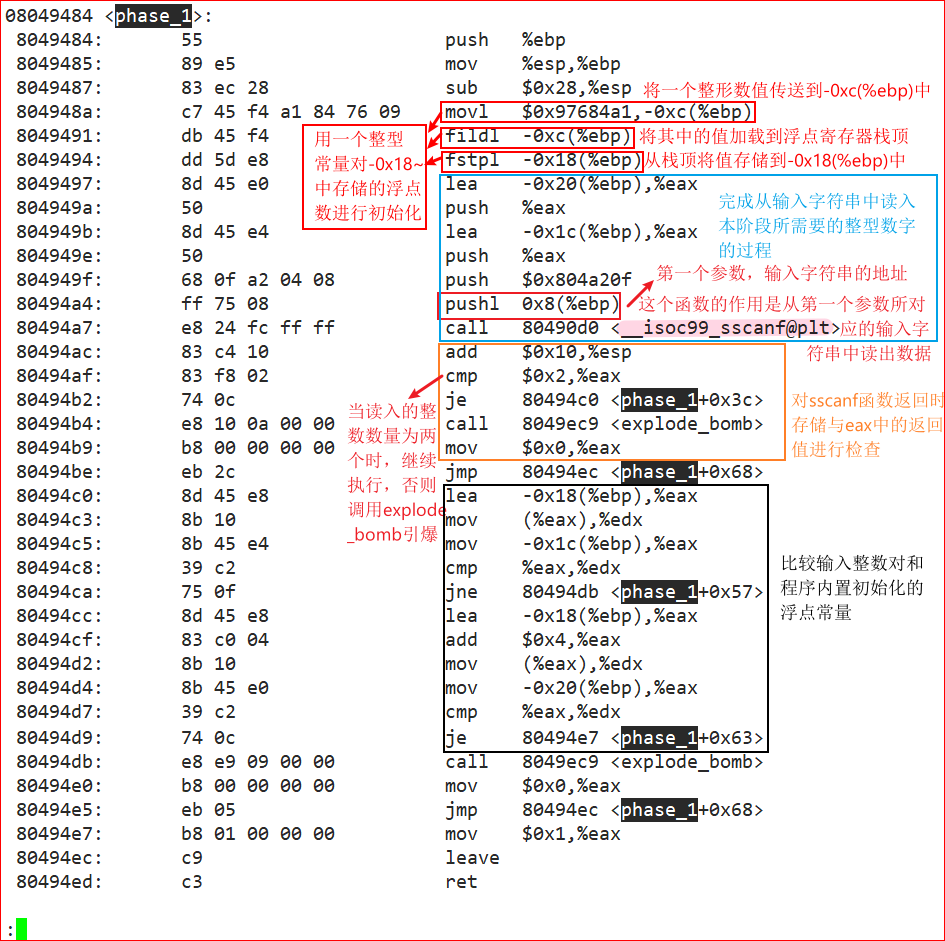 08049484 <phase_1>:
8049484: 55 push %ebp
8049485: 89 e5 mov %esp,%ebp
8049487: 83 ec 28 sub $0x28,%esp 将一个整形数值传送到-0xc(%ebp)中
804948a: c7 45 f4 a1 84 76 09 movl $0x97684a1,-0xc(%ebp)
8049491: db 45 f4 fildl -0xc(%ebp) 将其中的值加载到浮点寄存器栈顶
8049494: dd 5d e8 fstpl -0x18(%ebp) 从栈顶将值存储到-0x18(%ebp)中
用一个整型
常量对-0x18~
中存储的浮点
数进行初始化
8049497: 8d 45 e0 lea -0x20(%ebp),%eax
804949a: 50 push %eax
804949b: 8d 45 e4 lea -0x1c(%ebp),%eax
804949e: 50 push %eax
完成从输入字符串中读入
本阶段所需要的整型数字
的过程
804949f: 68 0f a2 04 08 push $0x804a20f
第一个参数，输入字符串的地址
80494a4: ff 75 08 pushl 0x8(%ebp)
80494a7: e8 24 fc ff ff call 80490d0 <__isoc99_sscanf@plt>
这个函数的作用是从第一个参数所对
应的输入字
符串中读出数据
80494ac: 83 c4 10 add $0x10,%esp
80494af: 83 f8 02 cmp $0x2,%eax
80494b2: 74 0c je 80494c0 <phase_1+0x3c>
80494b4: e8 10 0a 00 00 call 8049ec9 <explode_bomb>
80494b9: b8 00 00 00 00 mov $0x0,%eax
对sscanf函数返回时
存储与eax中的返回
值进行检查
当读入的整
数数量为两
个时，继续
执行，否则
调用explode
_bomb引爆
80494be: eb 2c jmp 80494ec <phase_1+0x68>
80494c0: 8d 45 e8 lea -0x18(%ebp),%eax
80494c3: 8b 10 mov (%eax),%edx
80494c5: 8b 45 e4 mov -0x1c(%ebp),%eax
80494c8: 39 c2 cmp %eax,%edx
80494ca: 75 0f jne 80494db <phase_1+0x57>
80494cc: 8d 45 e8 lea -0x18(%ebp),%eax
80494cf: 83 c0 04 add $0x4,%eax
80494d2: 8b 10 mov (%eax),%edx
80494d4: 8b 45 e0 mov -0x20(%ebp),%eax
80494d7: 39 c2 cmp %eax,%edx
80494d9: 74 0c je 80494e7 <phase_1+0x63>
比较输入整数对和
程序内置初始化的
浮点常量
80494db: e8 e9 09 00 00 call 8049ec9 <explode_bomb>
80494e0: b8 00 00 00 00 mov $0x0,%eax
80494e5: eb 05 jmp 80494ec <phase_1+0x68>
80494e7: b8 01 00 00 00 mov $0x1,%eax
80494ec: c9 leave
80494ed: c3 ret
: